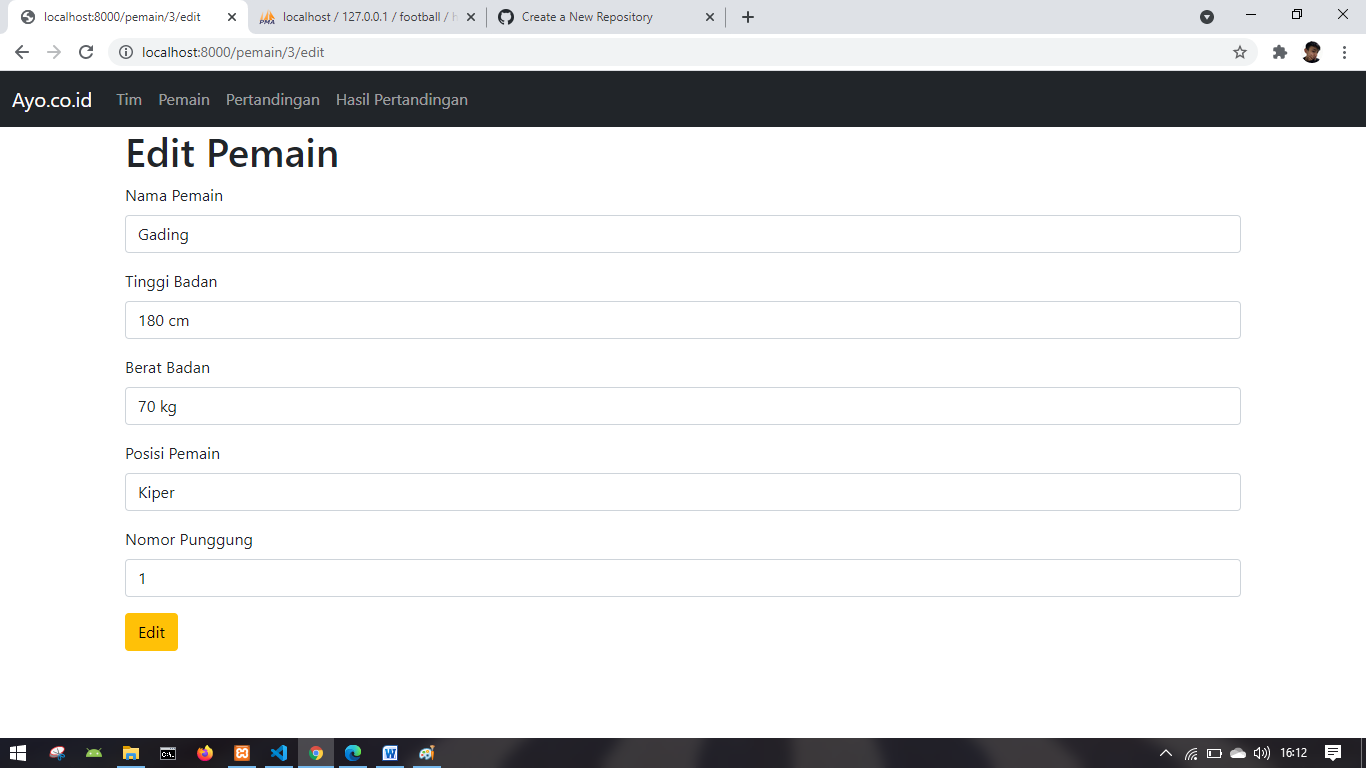 localhost:8000/pemain/3/edit
localhost / 127.0.0.1 / football / h
Create a New Repository
localhost:8000/pemain/3/edit
Ayo.co.id Tim Pemain Pertandingan Hasil Pertandingan
Edit Pemain
Nama Pemain
Gading
Tinggi Badan
180 cm
Berat Badan
70 kg
Posisi Pemain
Kiper
Nomor Punggung
1
Edit
16:12